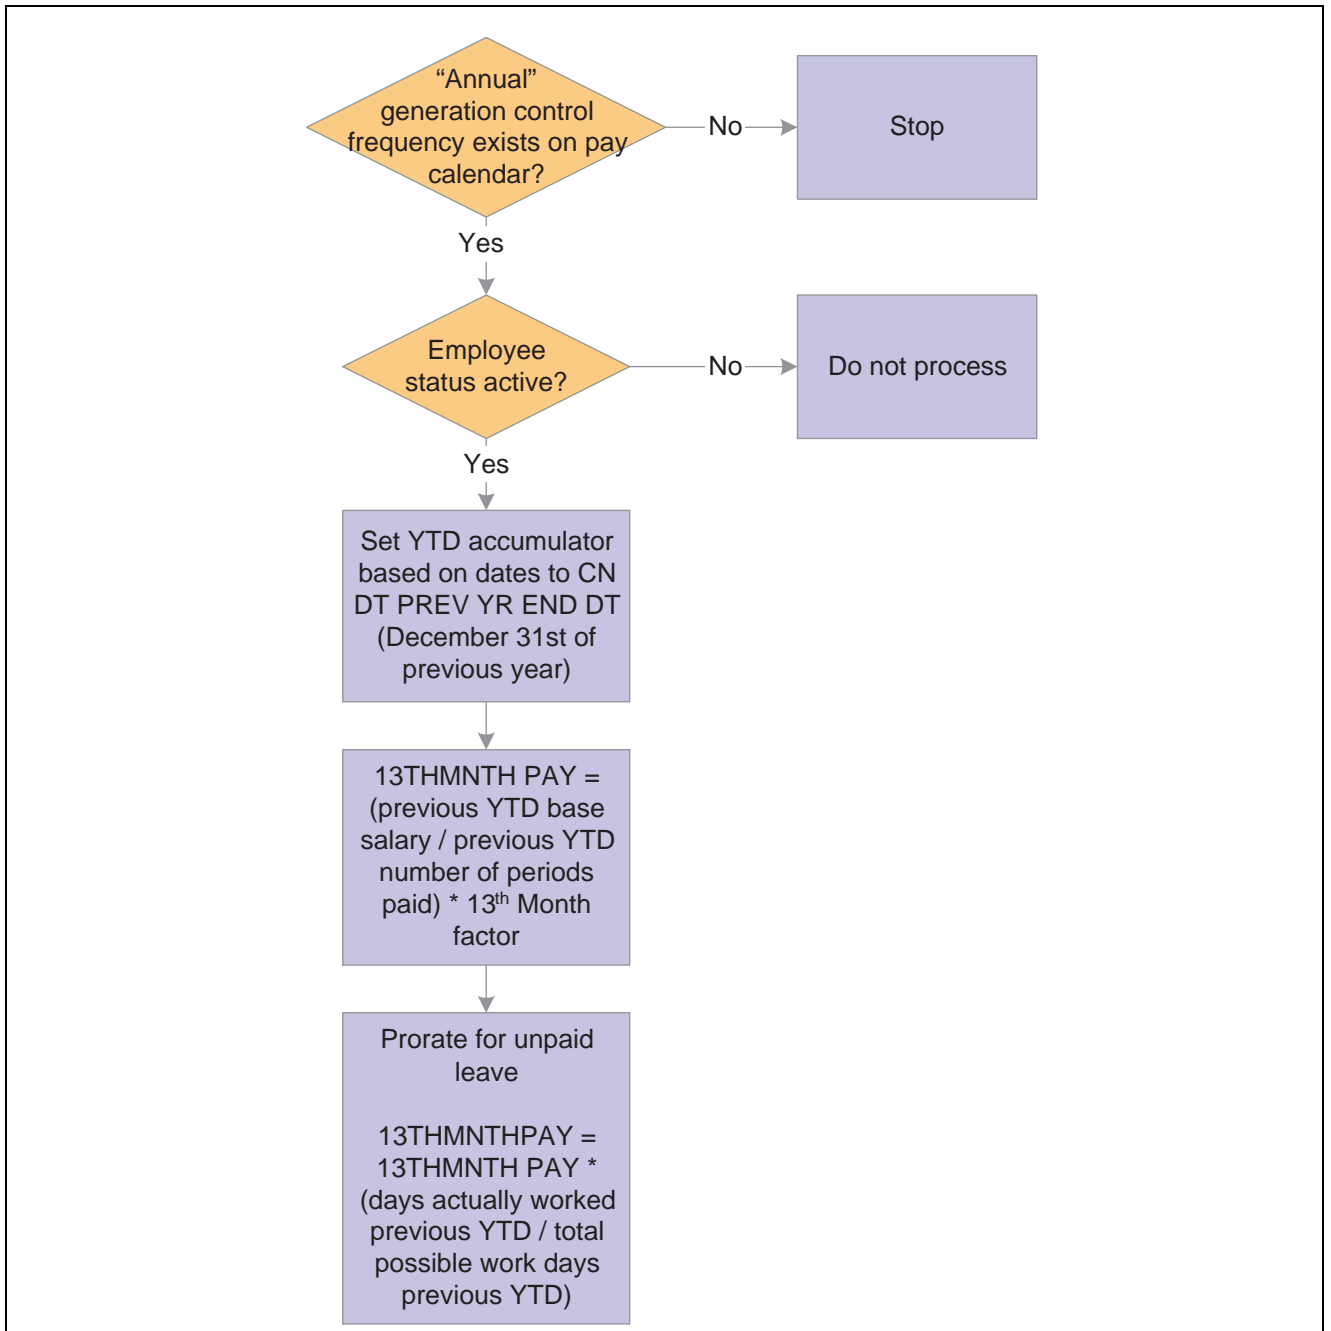 “Annual”
generation control
frequency exists on pay
calendar?
No
Stop
Yes
Employee
status active?
No
Do not process
Yes
Set YTD accumulator
based on dates to CN
DT PREV YR END DT
(December 31st of
previous year)
13THMNTH PAY =
(previous YTD base
salary / previous YTD
number of periods
paid) * 13th Month
factor
Prorate for unpaid
leave
13THMNTHPAY =
13THMNTH PAY *
(days actually worked
previous YTD / total
possible work days
previous YTD)